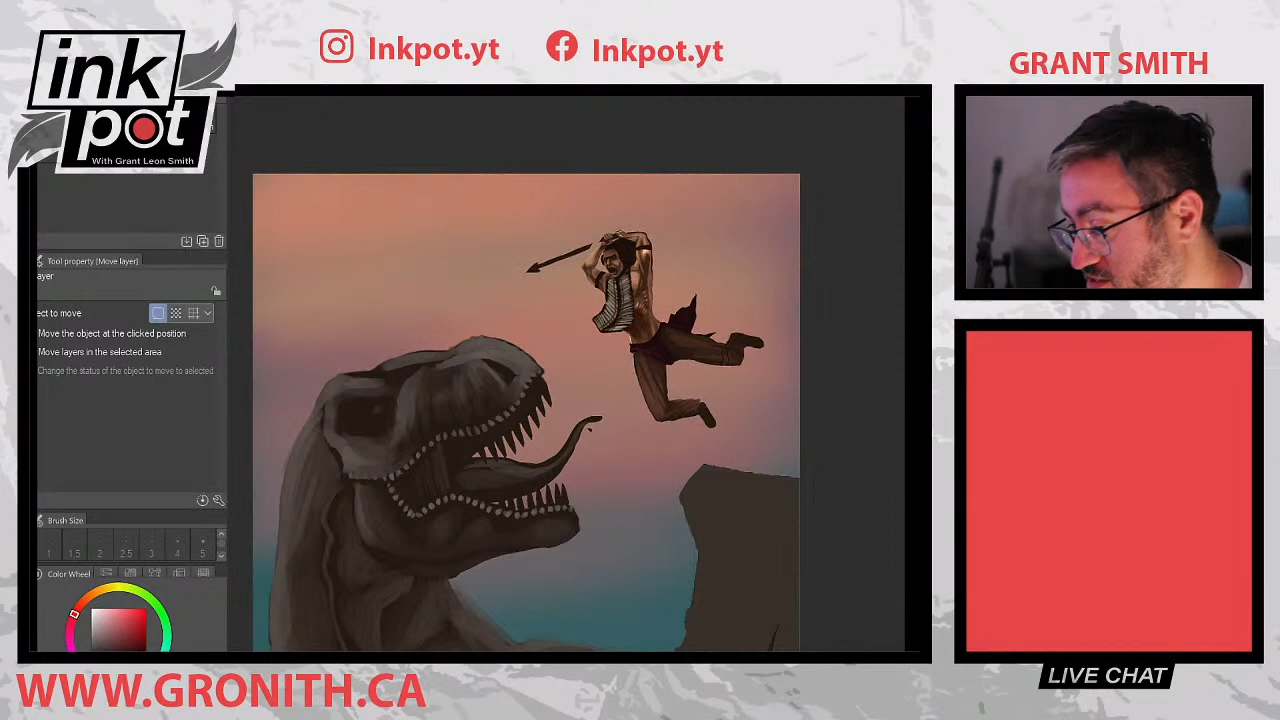 ink
pot
With Grant Leon Smith
Inkpot.yt
Inkpot.yt
GRANT SMITH
Tool property [Move layer]
ayer
ect to move
Move the object at the clicked position
Move layers in the selected area
Change the status of the object to move to selected
Brush Size
1 1.5 2 2.5 3 4 5
Color Wheel
LIVE CHAT
WWW.GRONITH.CA